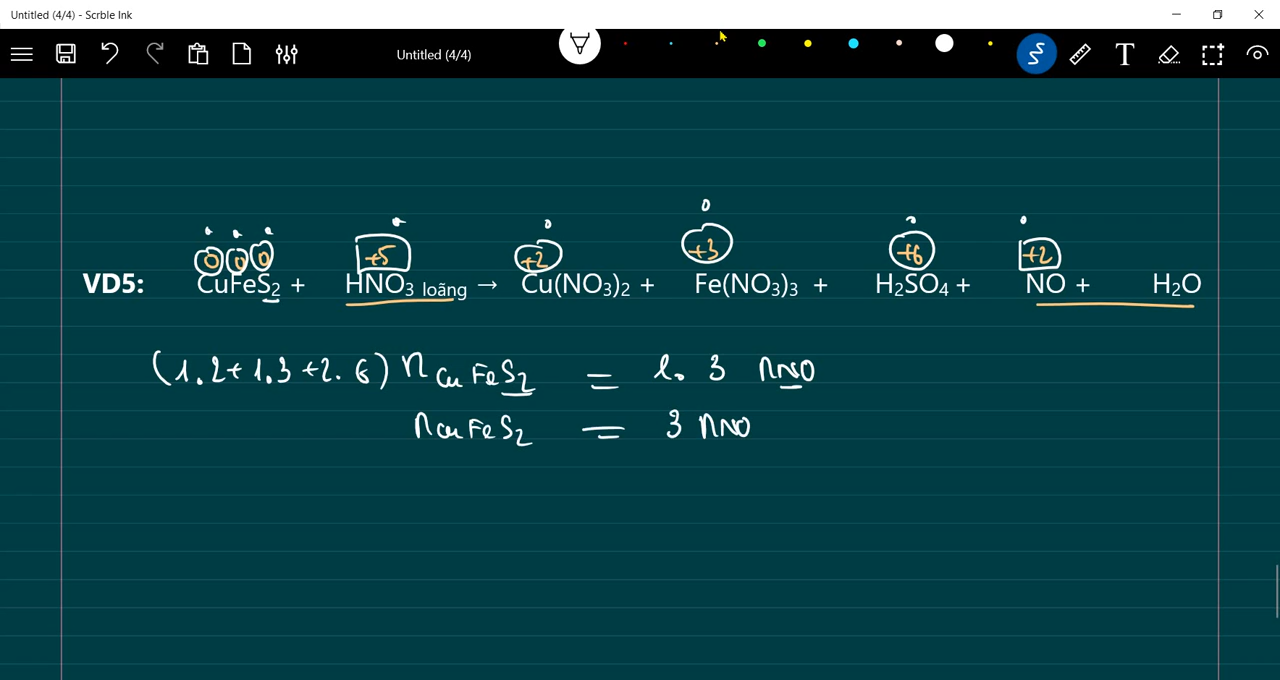 Untitled (4/4) - Scrble Ink
Untitled (4/4)
0 0 0 +5 +2 +3 +6 +2
VD5: CuFeS2 + HNO3 loãng → Cu(NO3)2 + Fe(NO3)3 + H2SO4 + NO + H2O
(1.2 + 1.3 + 2.6) n CuFeS2 = 1. 3 nNO
nCuFeS2 = 3 nNO